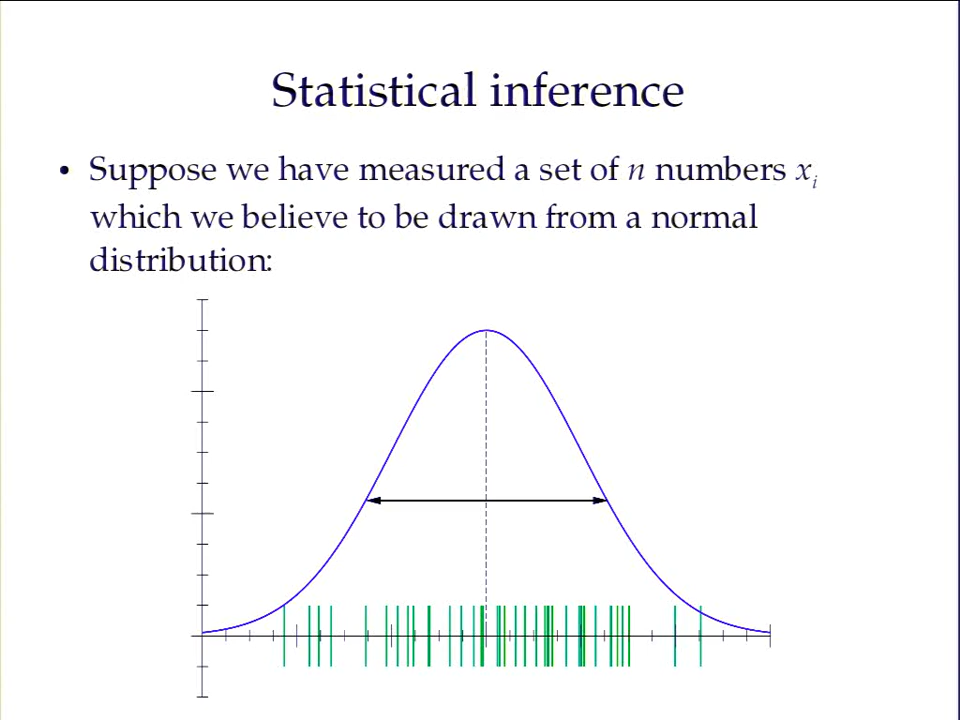 Statistical inference
• Suppose we have measured a set of n numbers xᵢ
which we believe to be drawn from a normal
distribution: